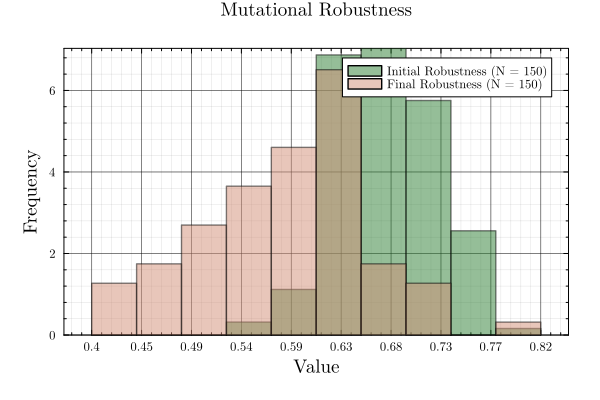 Mutational Robustness
Initial Robustness (N = 150)
Final Robustness (N = 150)
Frequency
6
4
2
0
0.4 0.45 0.49 0.54 0.59 0.63 0.68 0.73 0.77 0.82
Value